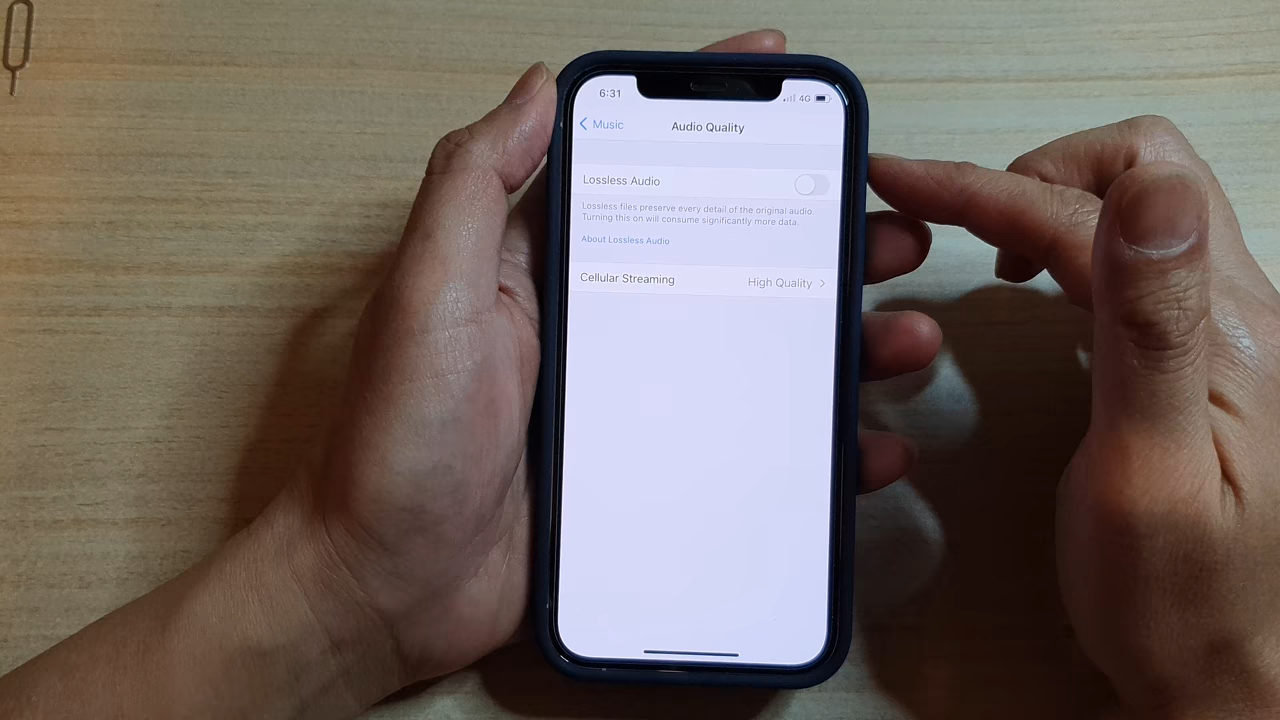 6:31
4G
Music
Audio Quality
Lossless Audio
Lossless files preserve every detail of the original audio.
Turning this on will consume significantly more data.
About Lossless Audio
Cellular Streaming
High Quality